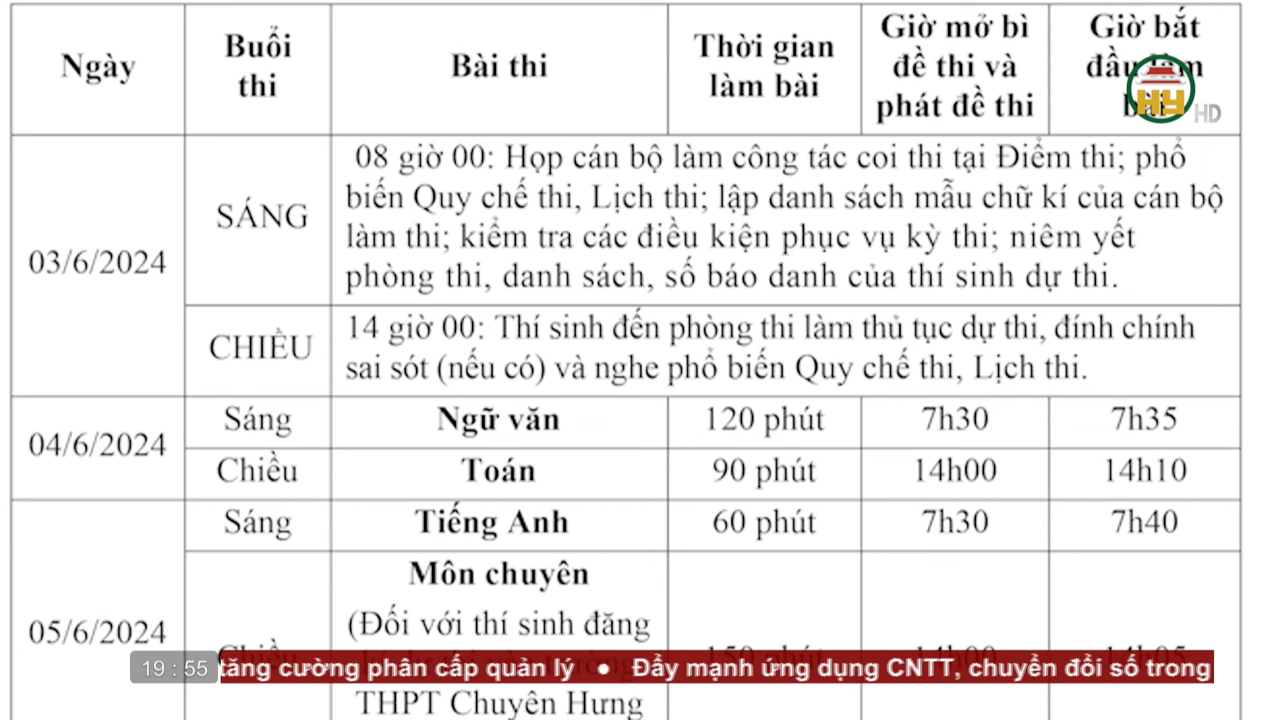 Ngày
Buổi thi
Bài thi
Thời gian làm bài
Giờ mở bì đề thi và phát đề thi
Giờ bắt đầu làm
HY HD
03/6/2024
SÁNG
08 giờ 00: Họp cán bộ làm công tác coi thi tại Điểm thi; phổ
biến Quy chế thi, Lịch thi; lập danh sách mẫu chữ kí của cán bộ
làm thi; kiểm tra các điều kiện phục vụ kỳ thi; niêm yết
phòng thi, danh sách, số báo danh của thí sinh dự thi.
CHIỀU
14 giờ 00: Thí sinh đến phòng thi làm thủ tục dự thi, đính chính
sai sót (nếu có) và nghe phổ biến Quy chế thi, Lịch thi.
04/6/2024
Sáng Ngữ văn 120 phút 7h30 7h35
Chiều Toán 90 phút 14h00 14h10
05/6/2024
Sáng Tiếng Anh 60 phút 7h30 7h40
Môn chuyên
(Đối với thí sinh đăng
THPT Chuyên Hưng
19 : 55 tăng cường phân cấp quản lý • Đẩy mạnh ứng dụng CNTT, chuyển đổi số trong